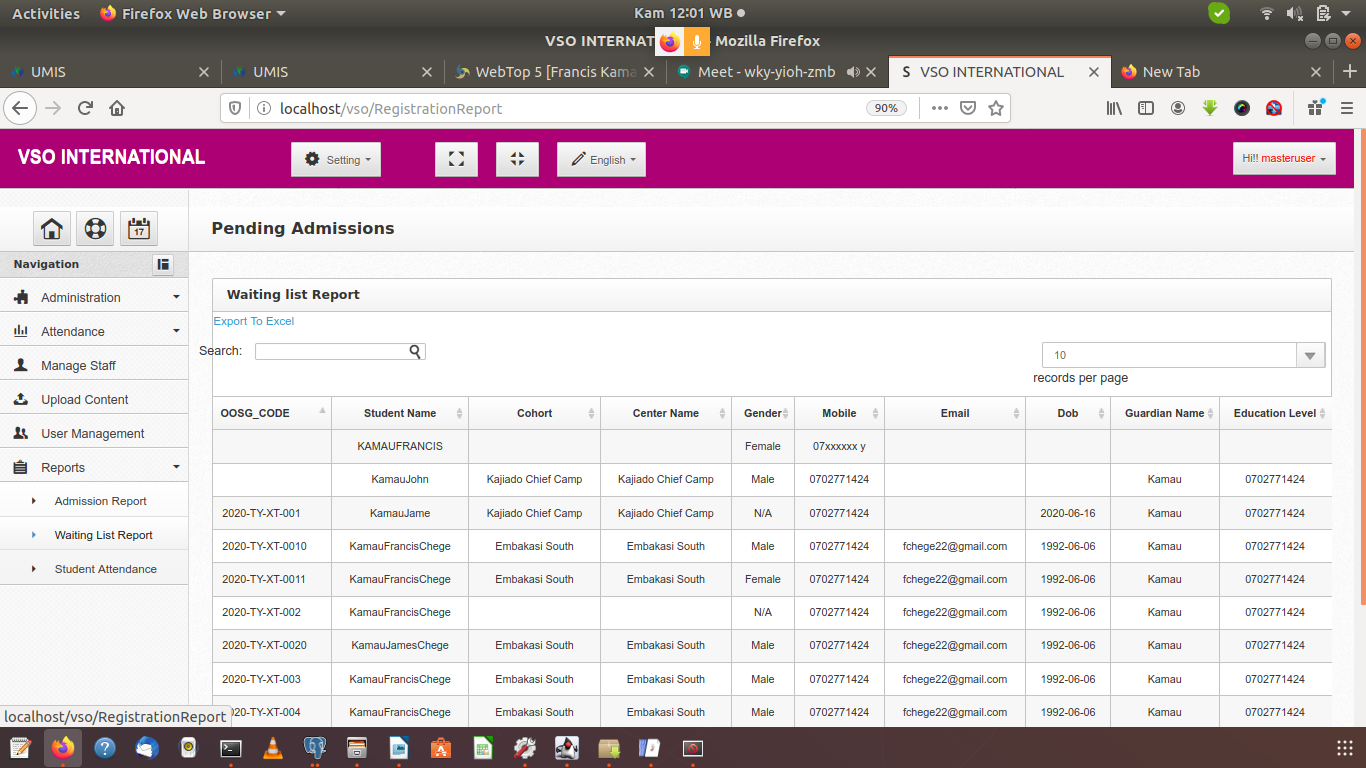 Activities Firefox Web Browser Kam 12:01 WB
VSO INTERNAT - Mozilla Firefox
UMIS UMIS WebTop 5 [Francis Kama Meet - wky-yioh-zmb VSO INTERNATIONAL New Tab
localhost/vso/RegistrationReport 90%
VSO INTERNATIONAL Setting English Hi!! masteruser
17
Pending Admissions
Navigation
Administration
Attendance
Manage Staff
Upload Content
User Management
Reports
Admission Report
Waiting List Report
Student Attendance
Waiting list Report
Export To Excel
Search: 10
records per page
OOSG_CODE Student Name Cohort Center Name Gender Mobile Email Dob Guardian Name Education Level
KAMAUFRANCIS Female 07xxxxxx y
KamauJohn Kajiado Chief Camp Kajiado Chief Camp Male 0702771424 Kamau 0702771424
2020-TY-XT-001 KamauJame Kajiado Chief Camp Kajiado Chief Camp N/A 0702771424 2020-06-16 Kamau 0702771424
2020-TY-XT-0010 KamauFrancisChege Embakasi South Embakasi South Male 0702771424 fchege22@gmail.com 1992-06-06 Kamau 0702771424
2020-TY-XT-0011 KamauFrancisChege Embakasi South Embakasi South Female 0702771424 fchege22@gmail.com 1992-06-06 Kamau 0702771424
2020-TY-XT-002 KamauFrancisChege N/A 0702771424 fchege22@gmail.com 1992-06-06 Kamau 0702771424
2020-TY-XT-0020 KamauJamesChege Embakasi South Embakasi South Male 0702771424 fchege22@gmail.com 1992-06-06 Kamau 0702771424
2020-TY-XT-003 KamauFrancisChege Embakasi South Embakasi South Male 0702771424 fchege22@gmail.com 1992-06-06 Kamau 0702771424
2020-TY-XT-004 KamauFrancisChege Embakasi South Embakasi South Male 0702771424 fchege22@gmail.com 1992-06-06 Kamau 0702771424
localhost/vso/RegistrationReport